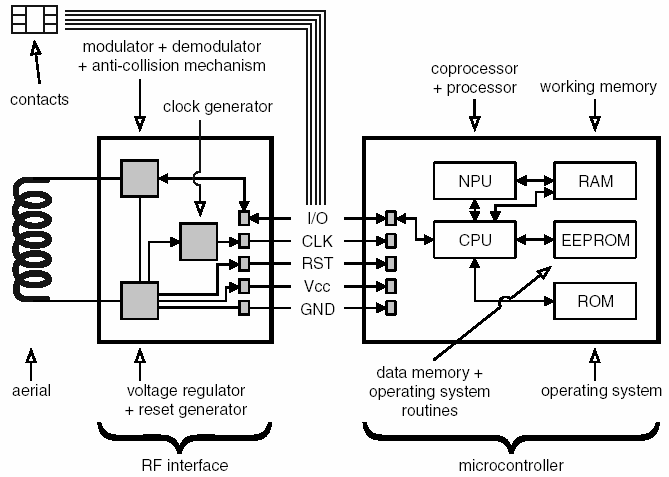 modulator + demodulator
+ anti-collision mechanism
contacts
clock generator
coprocessor
+ processor
working memory
NPU
RAM
I/O
CLK
CPU
EEPROM
RST
Vcc
GND
ROM
aerial
voltage regulator
+ reset generator
data memory +
operating system
routines
operating system
RF interface
microcontroller